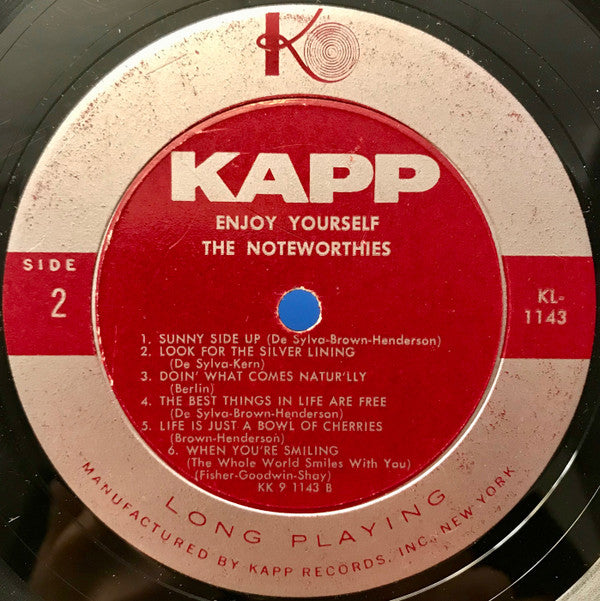 K
KAPP
ENJOY YOURSELF
THE NOTEWORTHIES
SIDE
2
KL-
1143
1. SUNNY SIDE UP (De Sylva-Brown-Henderson)
2. LOOK FOR THE SILVER LINING
(De Sylva-Kern)
3. DOIN' WHAT COMES NATUR'LLY
(Berlin)
4. THE BEST THINGS IN LIFE ARE FREE
(De Sylva-Brown-Henderson)
5. LIFE IS JUST A BOWL OF CHERRIES
(Brown-Henderson)
6. WHEN YOU'RE SMILING
(The Whole World Smiles With You)
(Fisher-Goodwin-Shay)
KK 9 1143 B
LONG PLAYING
MANUFACTURED BY KAPP RECORDS, INC., NEW YORK